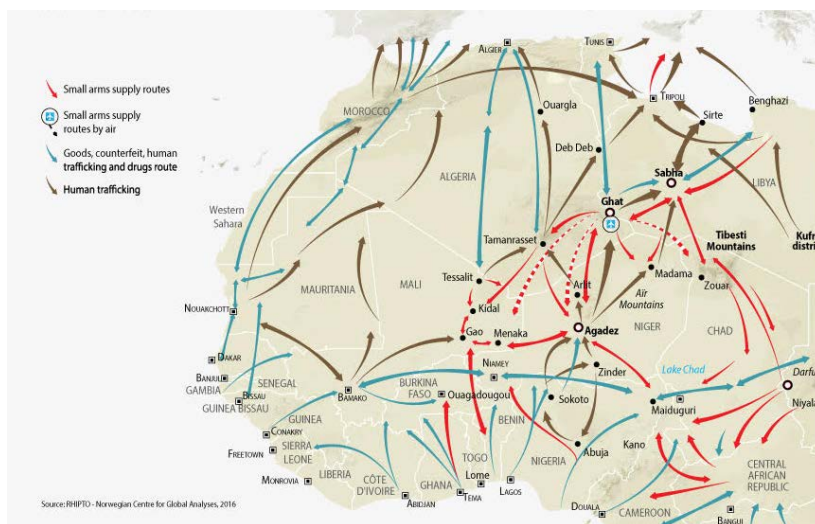 Small arms supply routes
Small arms supply
routes by air
Goods, counterfeit, human
trafficking and drugs route
Human trafficking
ALGIER
TUNIS
TRIPOLI
Benghazi
Sirte
MOROCCO
Ouargla
Deb Deb
ALGERIA
Sabha
LIBYA
Ghat
Western
Sahara
Tamanrasset
Tibesti
Mountains
Kufr
distri
Tessalit
Madama
Zouar
MAURITANIA
MALI
Arlit
Air
Mountains
Kidal
NOUAKCHOTT
Gao
Menaka
Agadez
NIGER
CHAD
DAKAR
BANJUL
GAMBIA
SENEGAL
BISSAU
GUINEA BISSAU
BAMAKO
BURKINA
FASO
OUAGADOUGOU
NIAMEY
Zinder
Lake Chad
Darfu
Sokoto
Maiduguri
Niyala
GUINEA
CONAKRY
BENIN
Kano
FREETOWN
SIERRA
LEONE
TOGO
NIGERIA
Abuja
CENTRAL
AFRICAN
REPUBLIC
MONROVIA
LIBERIA
CÔTE
D'IVOIRE
GHANA
Lome
ABIDJAN
TEMA
LAGOS
DOUALA
CAMEROON
BANGUI
Source: RHIPTO - Norwegian Centre for Global Analyses, 2016